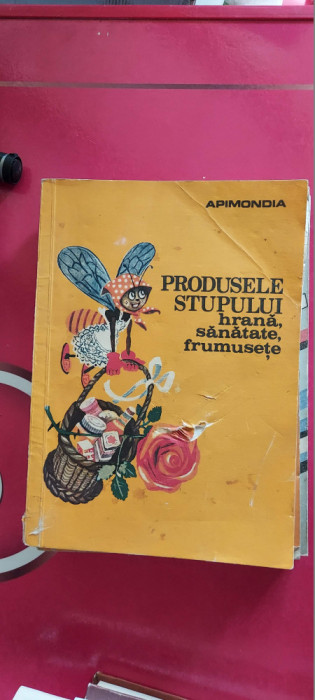 APIMONDIA
PRODUSELE
STUPULUI
hrană,
sănătate,
frumusețe